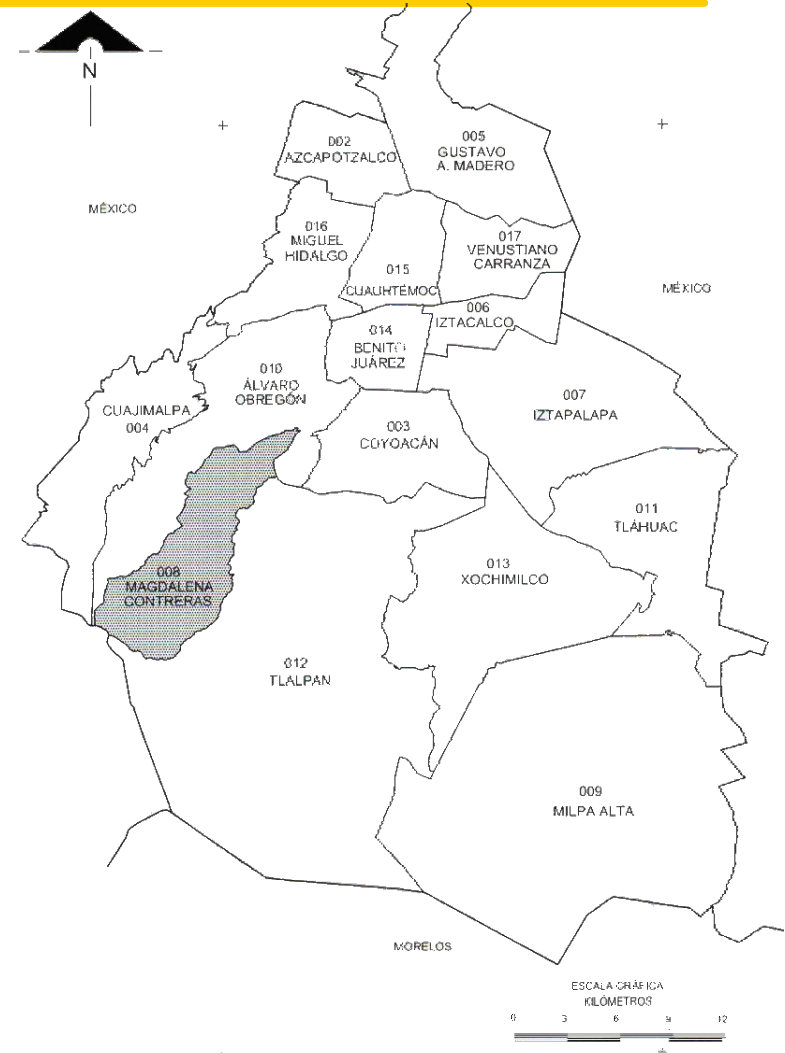 N
002
AZCAPOTZALCO
005
GUSTAVO
A. MADERO
MÉXICO
016
MIGUEL
HIDALGO
017
VENUSTIANO
CARRANZA
015
CUAUHTÉMOC
MÉXICO
006
IZTACALCO
014
BENITO
JUÁREZ
010
ÁLVARO
OBREGÓN
007
IZTAPALAPA
CUAJIMALPA
004
003
COYOACÁN
011
TLÁHUAC
013
XOCHIMILCO
008
MAGDALENA
CONTRERAS
012
TLALPAN
009
MILPA ALTA
MORELOS
ESCALA GRÁFICA
KILÓMETROS
0 3 6 9 12